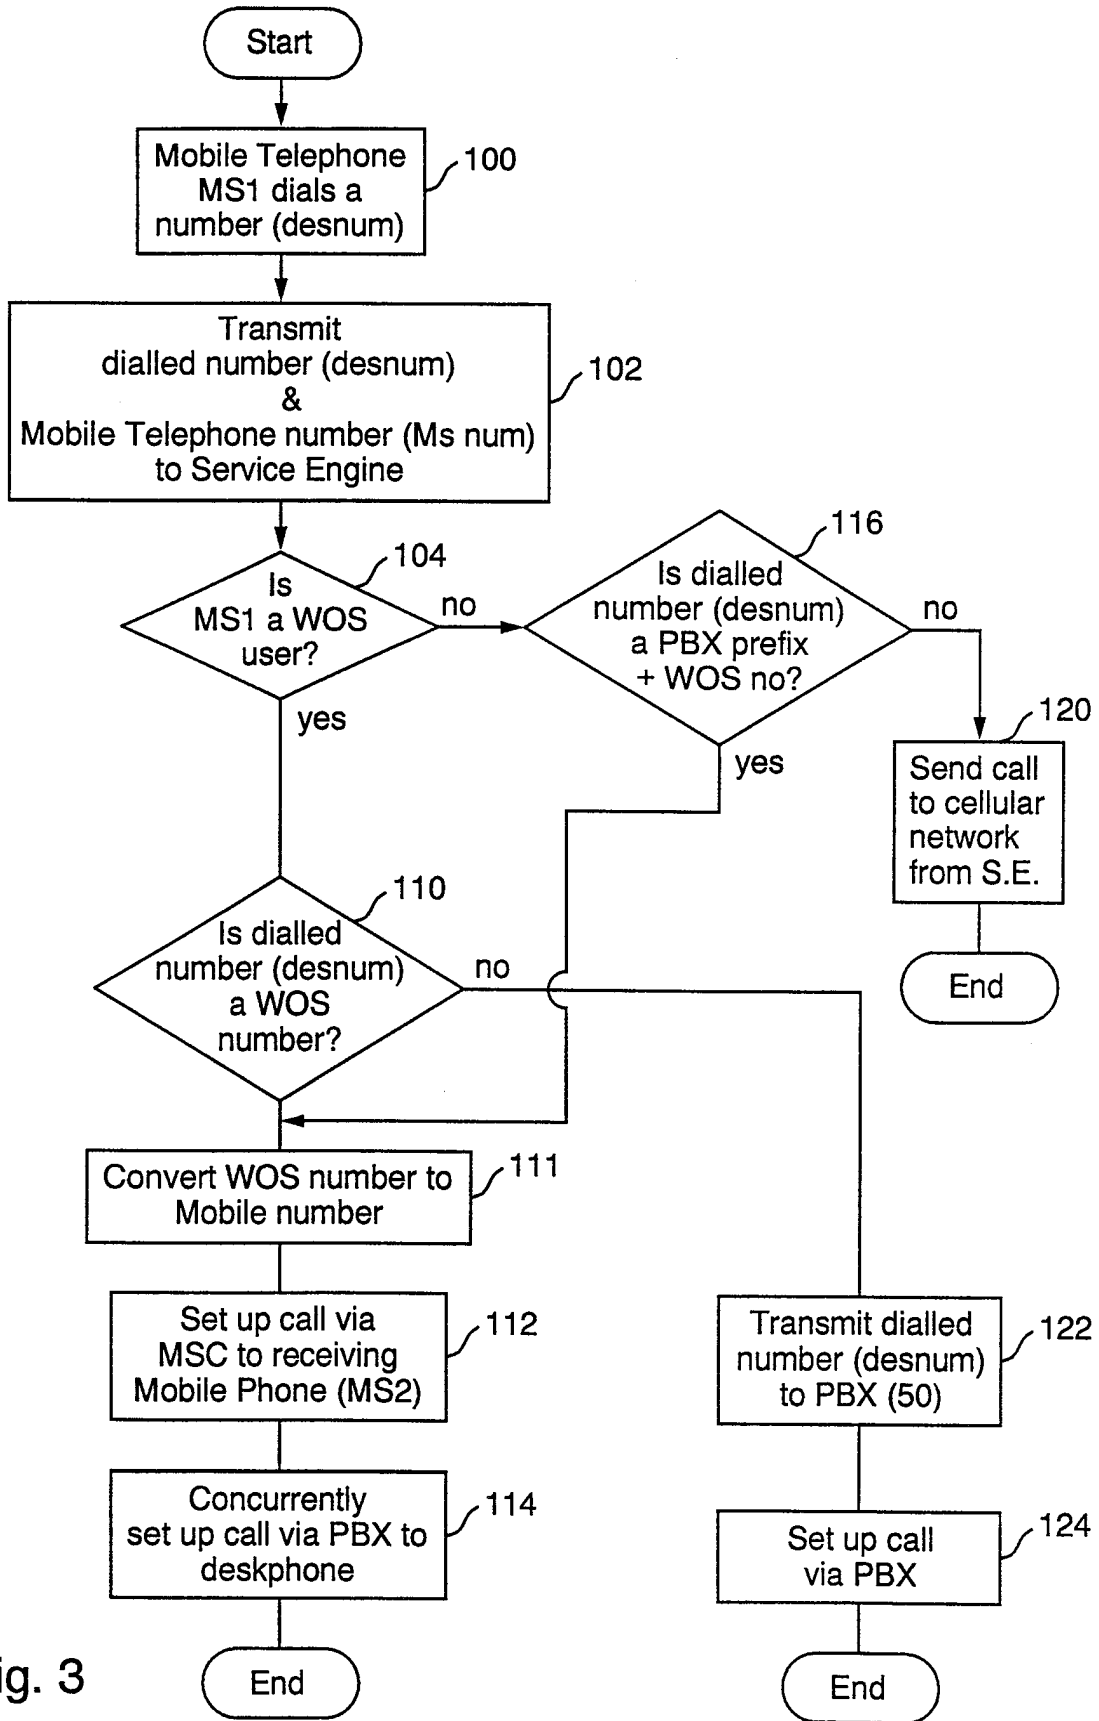 Start
Mobile Telephone
MS1 dials a
number (desnum)
100
Transmit
dialled number (desnum)
&
Mobile Telephone number (Ms num)
to Service Engine
102
Is
MS1 a WOS
user?
104
no
yes
Is dialled
number (desnum)
a PBX prefix
+ WOS no?
116
no
yes
120
Send call
to cellular
network
from S.E.
End
Is dialled
number (desnum)
a WOS
number?
110
no
Convert WOS number to
Mobile number
111
Set up call via
MSC to receiving
Mobile Phone (MS2)
112
Concurrently
set up call via PBX to
deskphone
114
End
Transmit dialled
number (desnum)
to PBX (50)
122
Set up call
via PBX
124
End
ig. 3